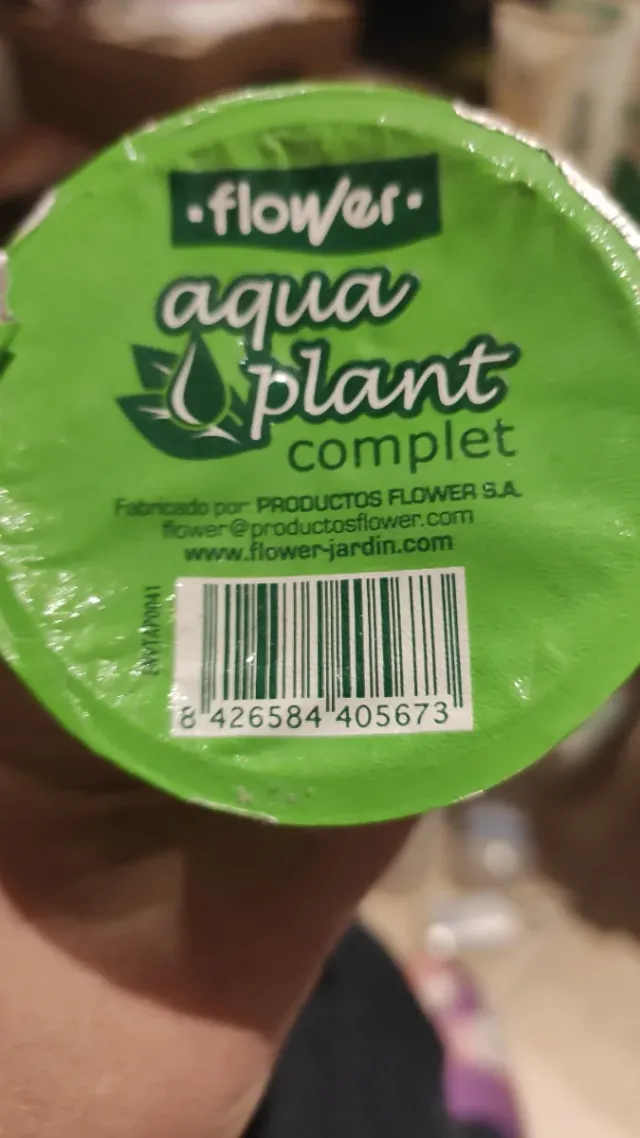 ·flower·
aqua
plant
complet
Fabricado por PRODUCTOS FLOWER S.A.
flower@productosflower.com
www.flower-jardin.com
8 426584 405673